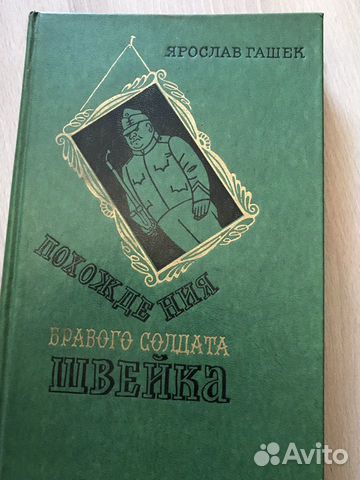 ЯРОСЛАВ ГАШЕК
ПОХОЖДЕНИЯ
БРАВОГО СОЛДАТА
ШВЕЙКА
Avito